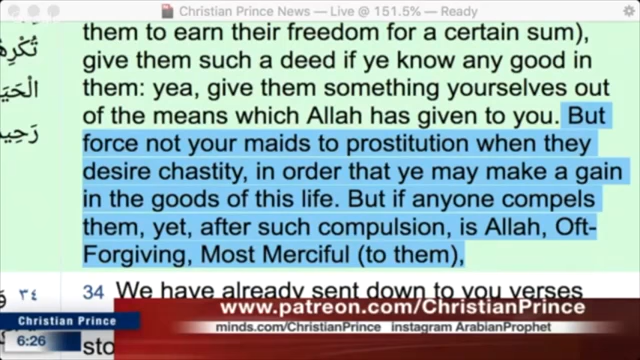 Christian Prince News — Live @ 151.5% — Ready
them to earn their freedom for a certain sum),
give them such a deed if ye know any good in
them: yea, give them something yourselves out
of the means which Allah has given to you. But
force not your maids to prostitution when they
desire chastity, in order that ye may make a gain
in the goods of this life. But if anyone compels
them, yet, after such compulsion, is Allah, Oft-
Forgiving, Most Merciful (to them),
34 We have already sent down to you verses
٣٤
www.patreon.com/ChristianPrince
Christian Prince
minds.com/ChristianPrince instagram ArabianProphet
6:26
sto